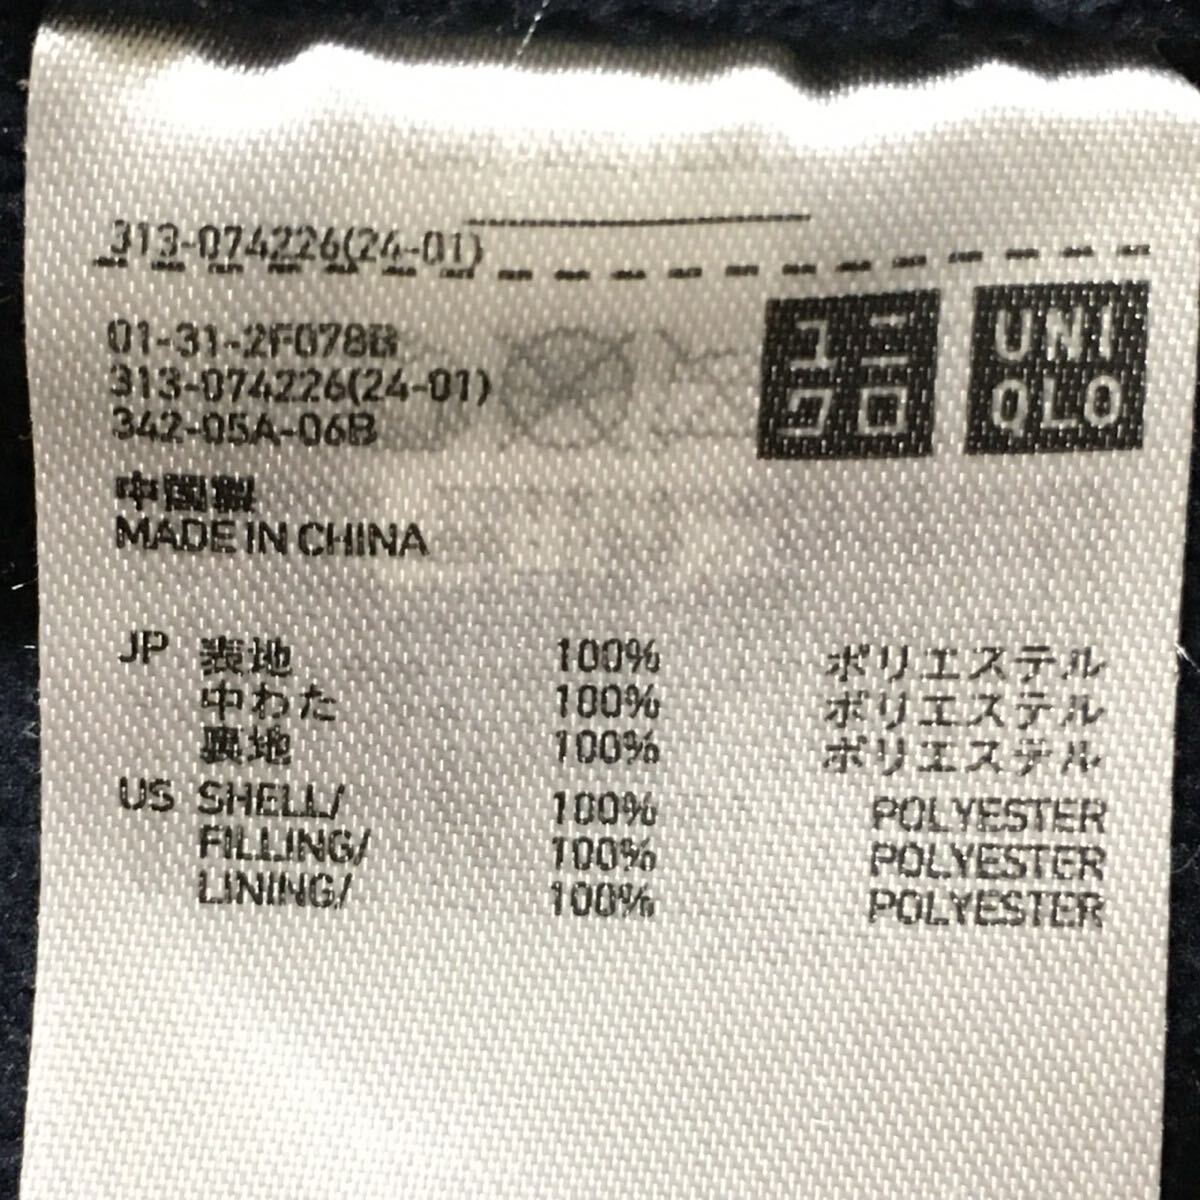 313-074226(24-01)
01-31-2F078B
313-074226(24-01)
342-05A-06B
ユニ
クロ
UNI
QLO
中国製
MADE IN CHINA
JP 表地 100% ポリエステル
中わた 100% ポリエステル
裏地 100% ポリエステル
US SHELL/ 100% POLYESTER
FILLING/ 100% POLYESTER
LINING/ 100% POLYESTER